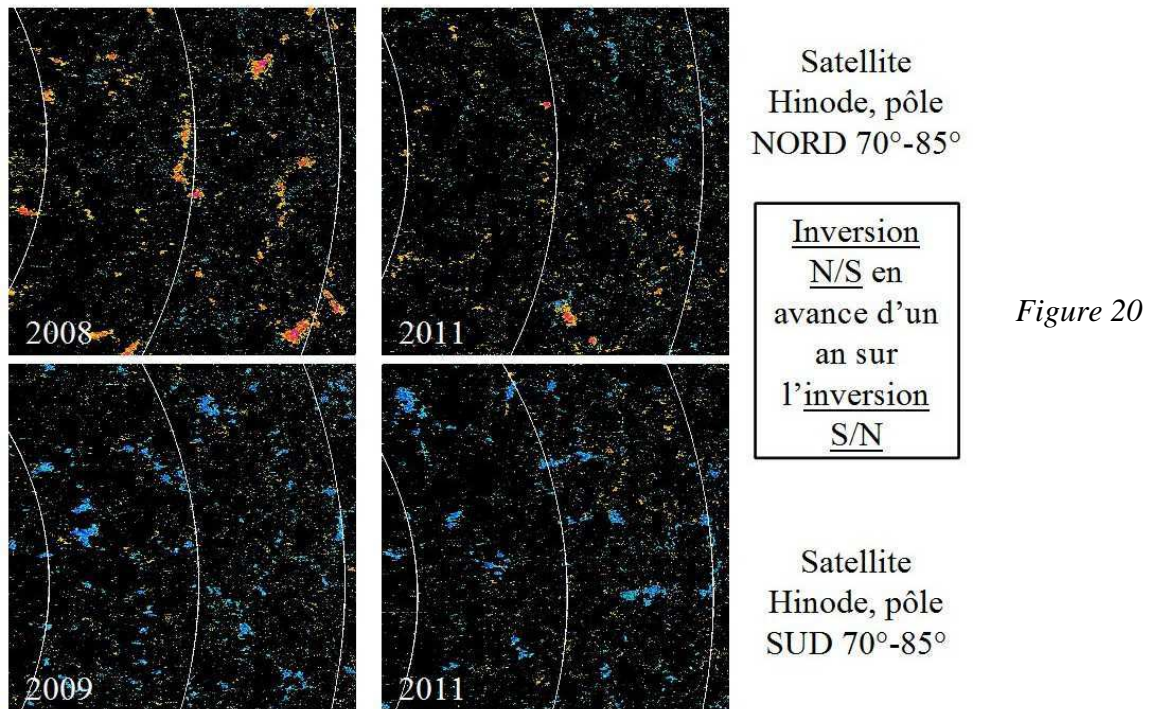 2008
2011
Satellite
Hinode, pôle
NORD 70°-85°
Inversion
N/S en
avance d'un
an sur
l'inversion
S/N
Figure 20
2009
2011
Satellite
Hinode, pôle
SUD 70°-85°